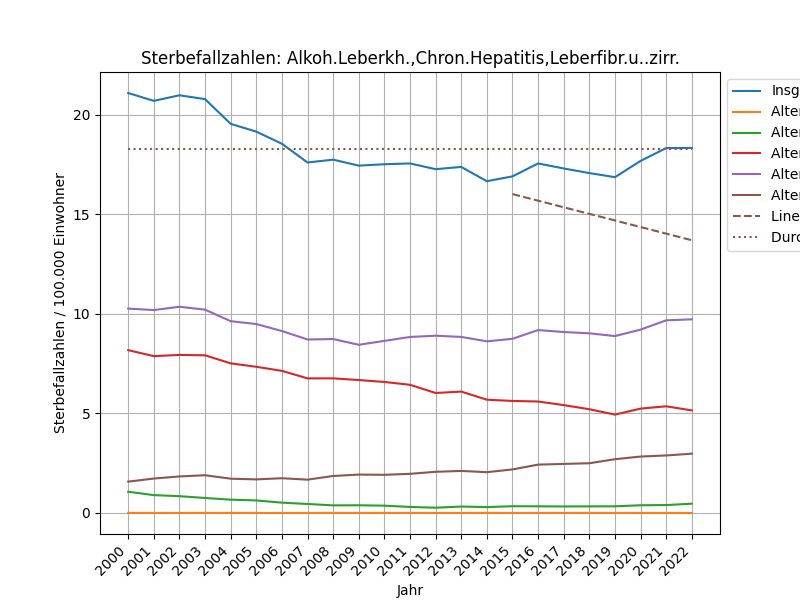 Sterbefallzahlen: Alkoh.Leberkh.,Chron.Hepatitis,Leberfibr.u..zirr.
Sterbefallzahlen / 100.000 Einwohner
20
15
10
5
0
Insg
Alter
Alter
Alter
Alter
Alter
Line
Durc
2000
2001
2002
2003
2004
2005
2006
2007
2008
2009
2010
2011
2012
2013
2014
2015
2016
2017
2018
2019
2020
2021
2022
Jahr